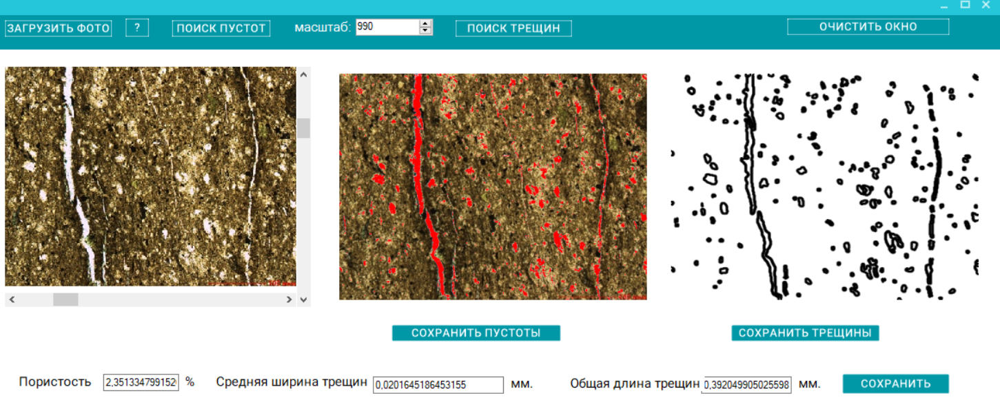 ЗАГРУЗИТЬ ФОТО ? ПОИСК ПУСТОТ масштаб: 990 ПОИСК ТРЕЩИН ОЧИСТИТЬ ОКНО
СОХРАНИТЬ ПУСТОТЫ СОХРАНИТЬ ТРЕЩИНЫ
Пористость 2,351334799152 % Средняя ширина трещин 0,0201645186453155 мм. Общая длина трещин 0,392049905025598 мм. СОХРАНИТЬ